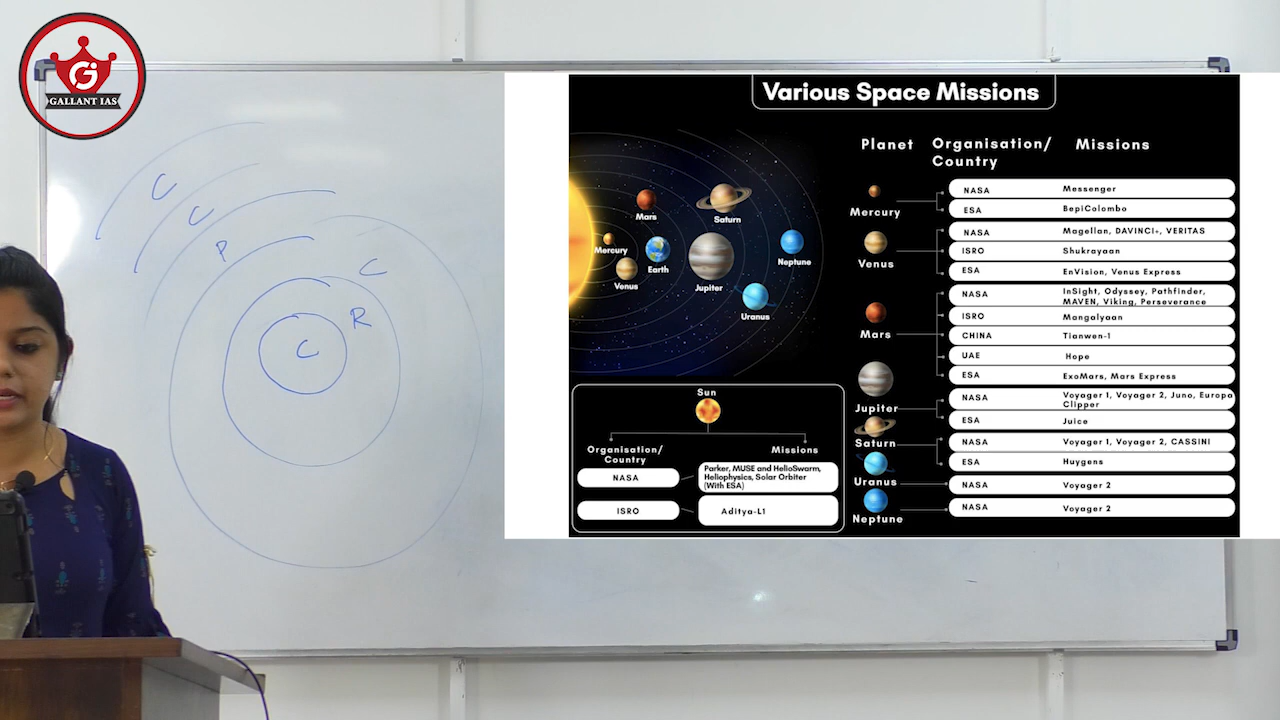 GALLANT IAS
C
C
P
C
R
C
Various Space Missions
Mars
Saturn
Mercury
Earth
Venus
Jupiter
Neptune
Uranus
Planet Organisation/ Missions
Country
Mercury
NASA Messenger
ESA BepiColombo
Venus
NASA Magellan, DAVINCI+, VERITAS
ISRO Shukrayaan
ESA EnVision, Venus Express
Mars
NASA InSight, Odyssey, Pathfinder,
MAVEN, Viking, Perseverance
ISRO Mangalyaan
CHINA Tianwen-1
UAE Hope
ESA ExoMars, Mars Express
Jupiter
NASA Voyager 1, Voyager 2, Juno, Europa
Clipper
ESA Juice
Saturn
NASA Voyager 1, Voyager 2, CASSINI
ESA Huygens
Uranus
NASA Voyager 2
Neptune
NASA Voyager 2
Sun
Organisation/ Missions
Country
NASA
Parker, MUSE and HelioSwarm,
Heliophysics, Solar Orbiter
(With ESA)
ISRO Aditya-L1